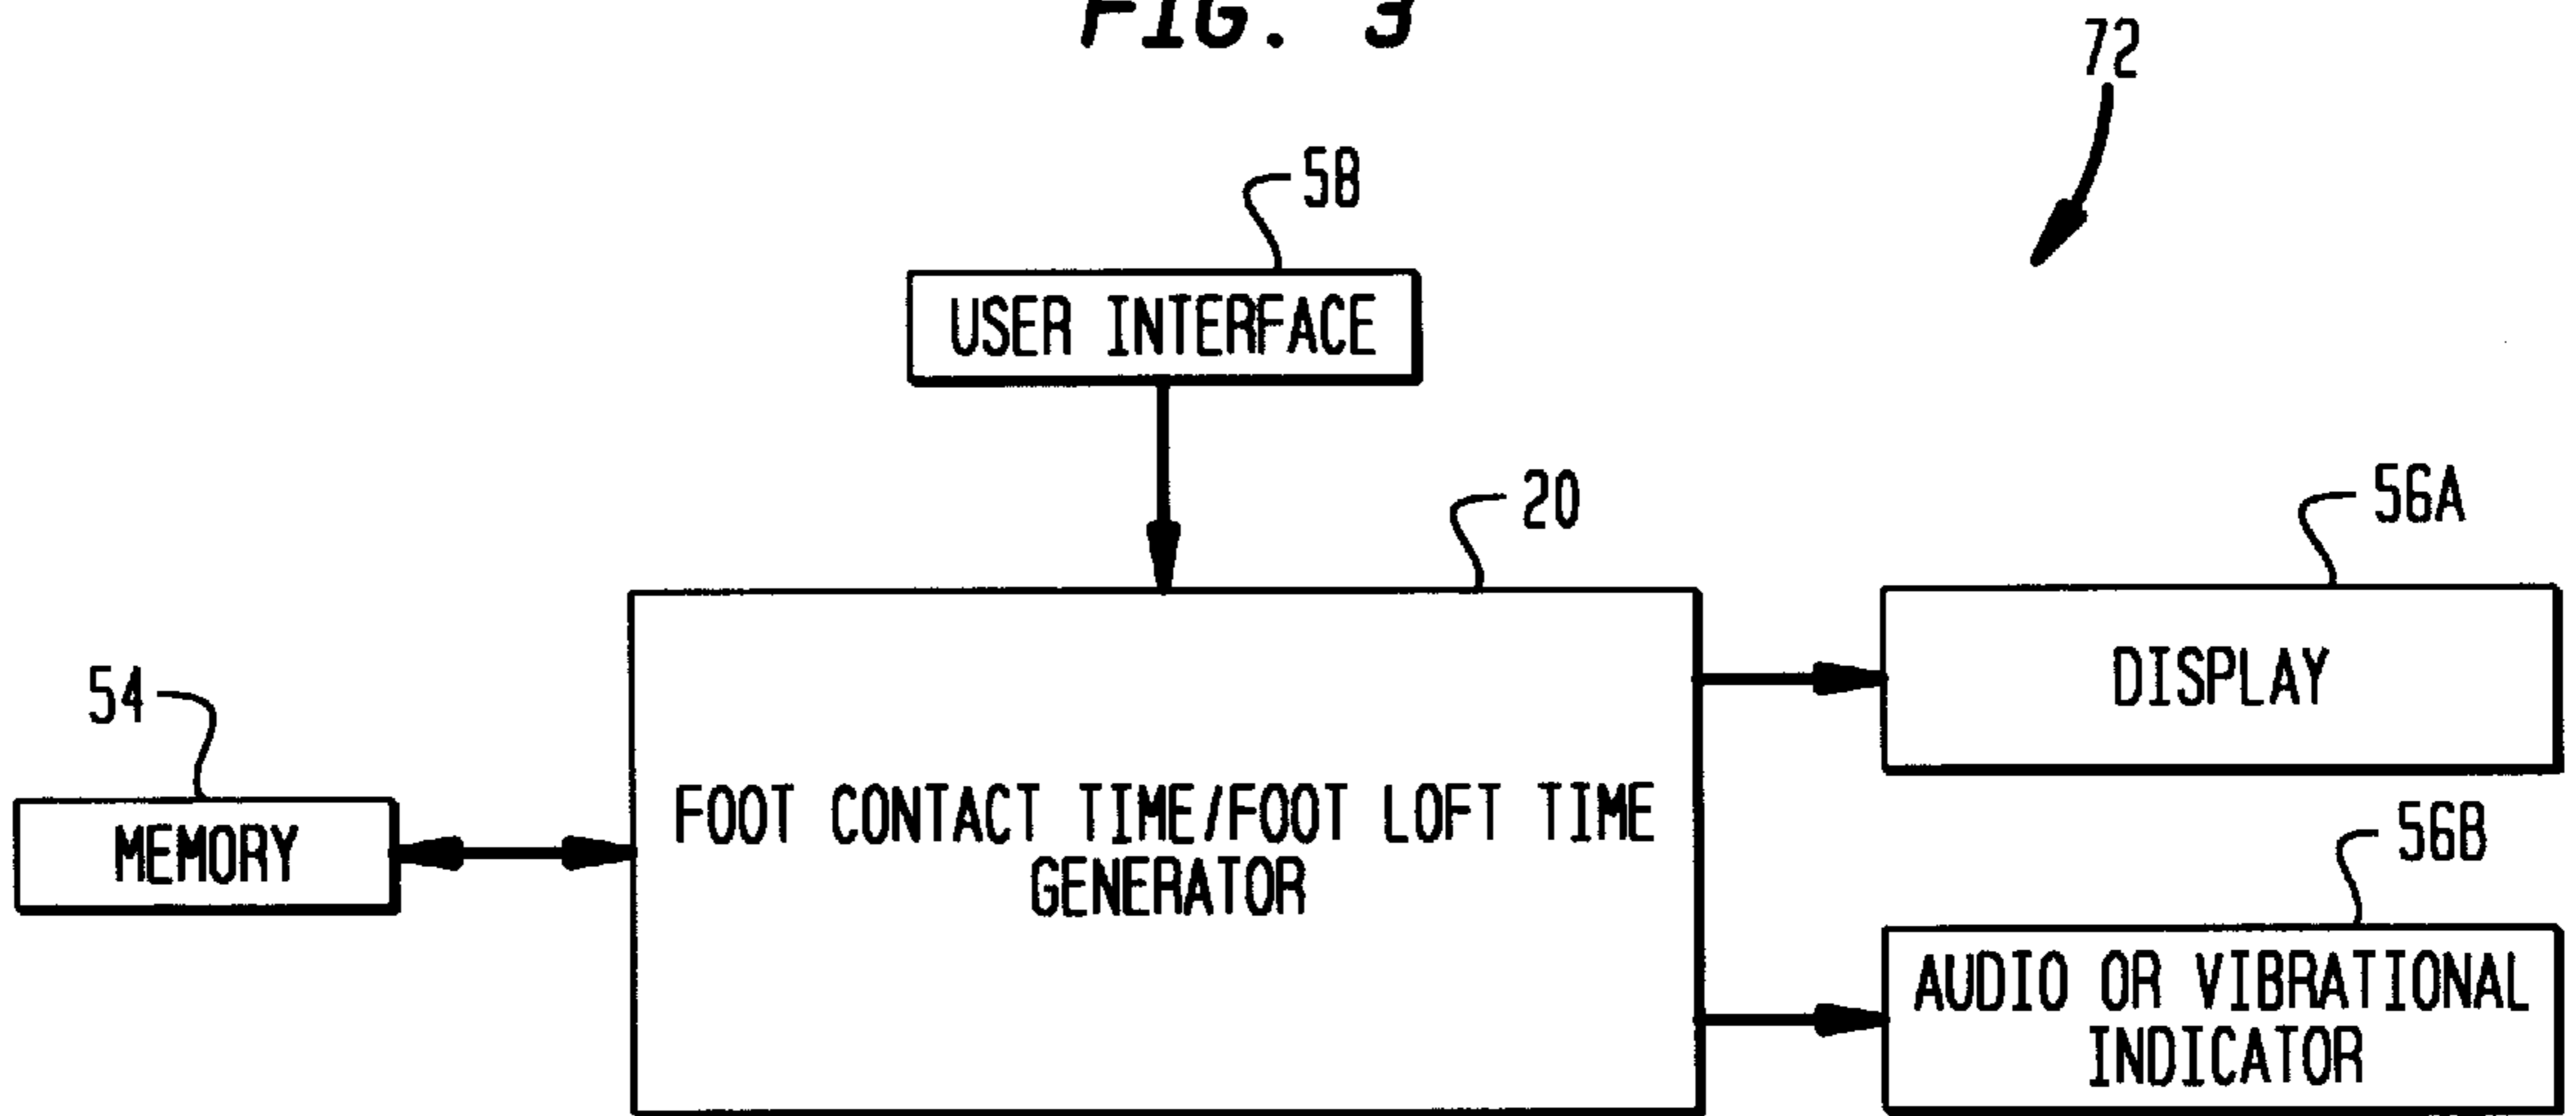 FIG. 3
72
58
USER INTERFACE
20
56A
DISPLAY
54
MEMORY
FOOT CONTACT TIME/FOOT LOFT TIME
GENERATOR
56B
AUDIO OR VIBRATIONAL
INDICATOR